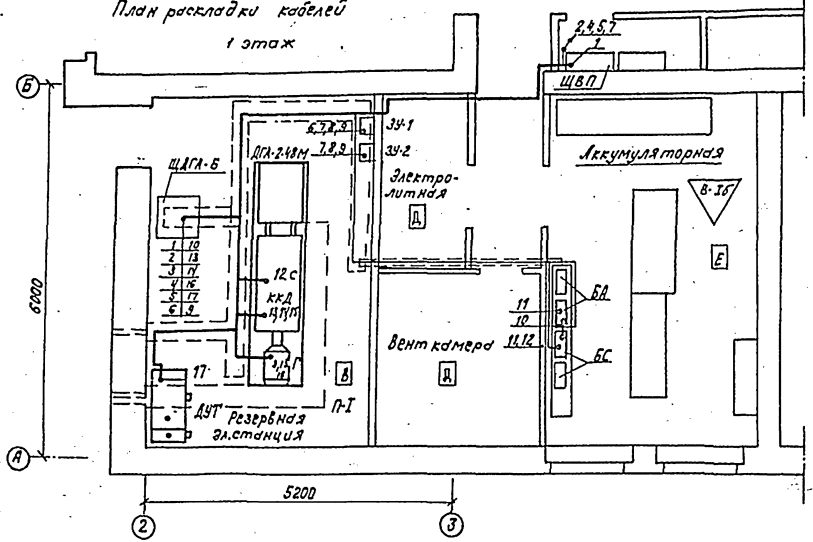 План раскладки кабелей
1 этаж
2,4,5,7
1
ЩВП
Б
6,7,8,9 ЗУ-1
ДГА-2-48М 7,8,9 ЗУ-2
ЩДГА-Б
Электро-
литная
Аккумуляторная
В-Iб
Д
Е
1 10
2 13
3 14
4 16
5 17
6 9
12 с
ККД
БА
11
10
11,12
БС
Вент камера
Г
17
В
Д
ДУТ
П-I
Резервная
эл.станция
6000
А
5200
2
3